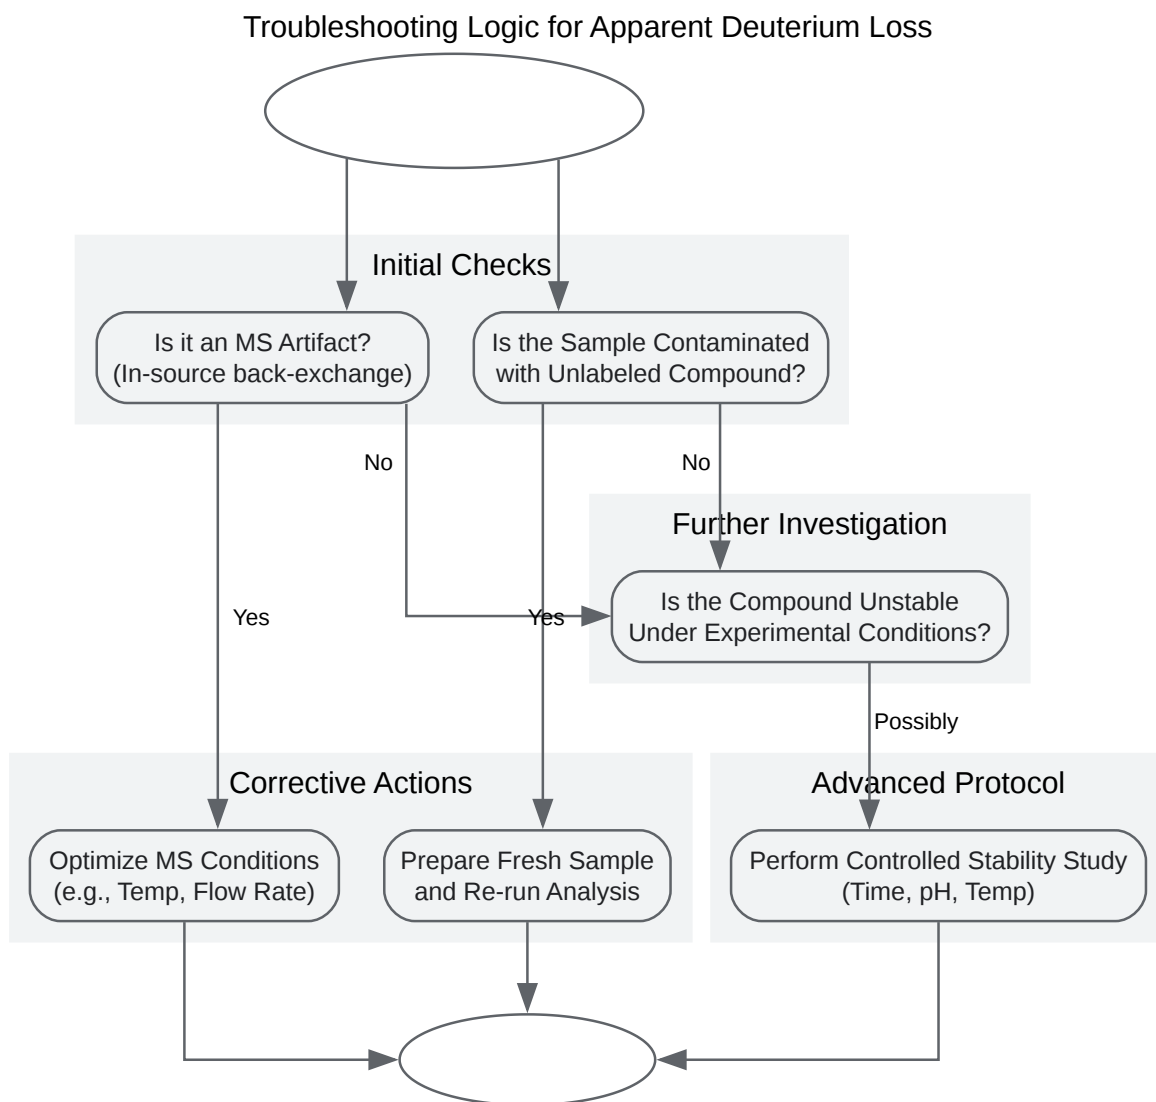 Troubleshooting Logic for Apparent Deuterium Loss
Initial Checks
Is it an MS Artifact?
(In-source back-exchange)
Is the Sample Contaminated
with Unlabeled Compound?
No
No
Further Investigation
Is the Compound Unstable
Under Experimental Conditions?
Yes
Yes
Possibly
Corrective Actions
Advanced Protocol
Optimize MS Conditions
(e.g., Temp, Flow Rate)
Prepare Fresh Sample
and Re-run Analysis
Perform Controlled Stability Study
(Time, pH, Temp)